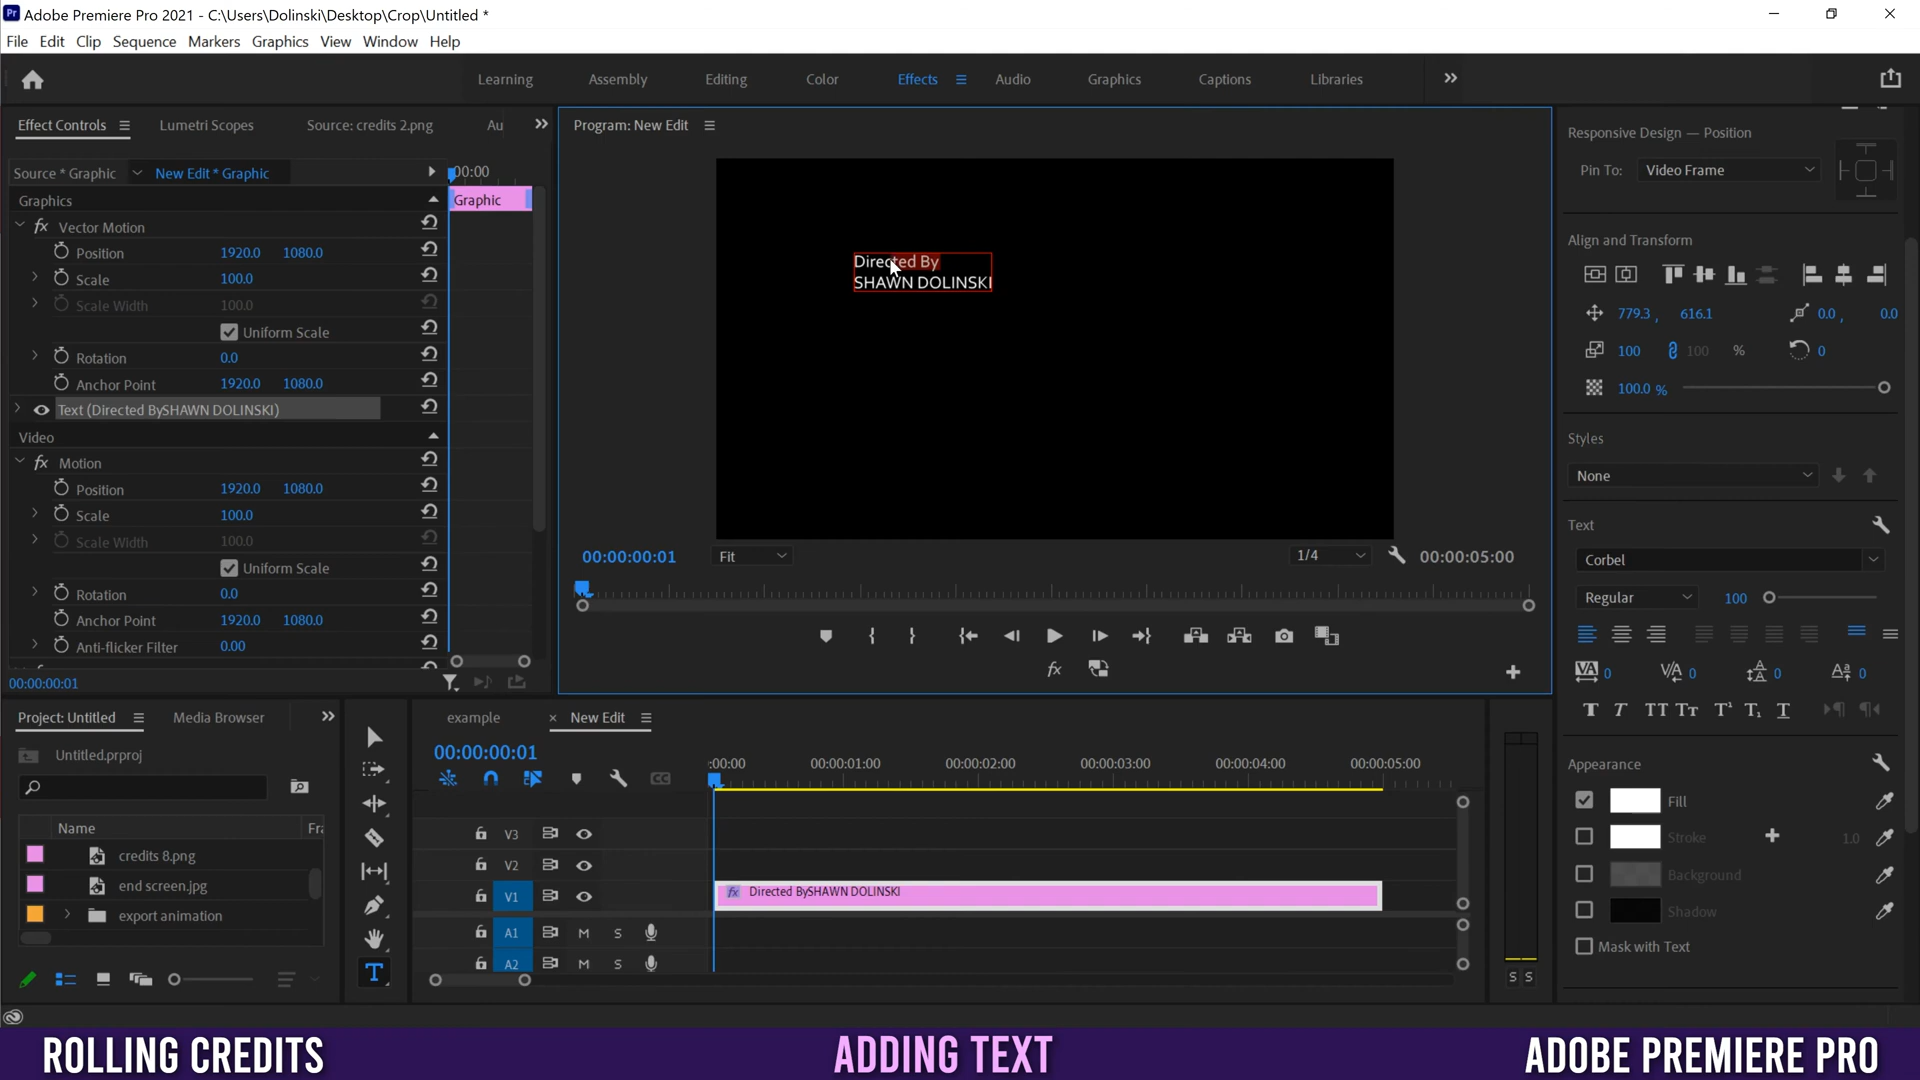 Adobe Premiere Pro 2021 - C:\Users\Dolinski\Desktop\Crop\Untitled *
File Edit Clip Sequence Markers Graphics View Window Help
Learning Assembly Editing Color Effects Audio Graphics Captions Libraries
Effect Controls Lumetri Scopes Source: credits 2.png Au
Source * Graphic New Edit * Graphic 00:00
Graphics Graphic
Vector Motion
Position 1920.0 1080.0
Scale 100.0
Scale Width 100.0
Uniform Scale
Rotation 0.0
Anchor Point 1920.0 1080.0
Text (Directed BySHAWN DOLINSKI)
Video
Motion
Position 1920.0 1080.0
Scale 100.0
Scale Width 100.0
Uniform Scale
Rotation 0.0
Anchor Point 1920.0 1080.0
Anti-flicker Filter 0.00
00:00:00:01
Program: New Edit
Directed By
SHAWN DOLINSKI
00:00:00:01 Fit 1/4 00:00:05:00
fx
Responsive Design — Position
Pin To: Video Frame
Align and Transform
779.3 , 616.1 0.0 , 0.0
100 100 % 0
100.0 %
Styles
None
Text
Corbel
Regular 100
0 0 0 0
Appearance
Fill
Stroke 1.0
Background
Shadow
Mask with Text
Project: Untitled Media Browser
Untitled.prproj
Name Fra
credits 8.png
end screen.jpg
export animation
example × New Edit
00:00:00:01
:00:00 00:00:01:00 00:00:02:00 00:00:03:00 00:00:04:00 00:00:05:00
V3
V2
V1 fx Directed BySHAWN DOLINSKI
A1 M S
A2 M S
S S
ROLLING CREDITS ADDING TEXT ADOBE PREMIERE PRO